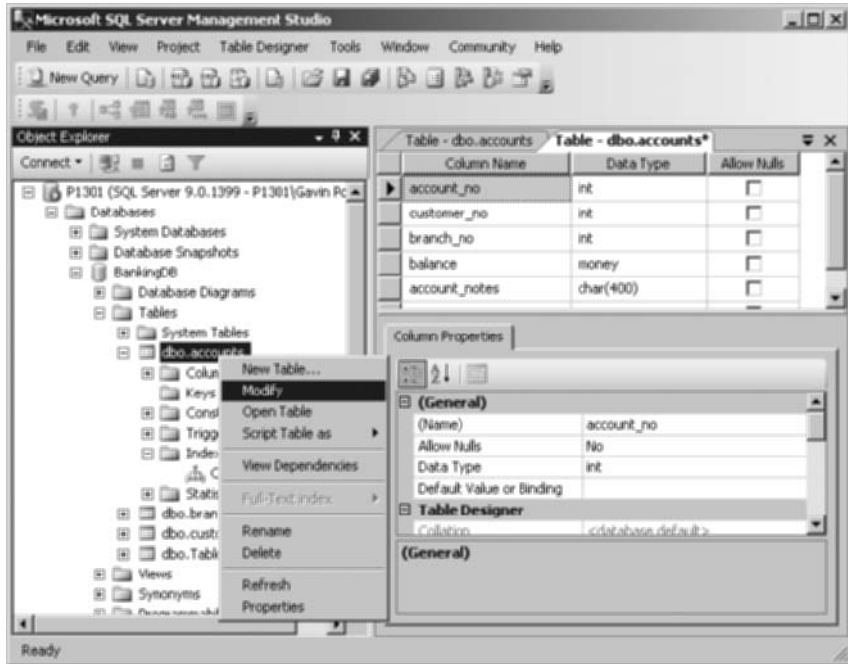 Microsoft SQL Server Management Studio
File Edit View Project Table Designer Tools Window Community Help
New Query
Object Explorer
Connect
P1301 (SQL Server 9.0.1399 - P1301\Gavin
Databases
System Databases
Database Snapshots
BankingDB
Database Diagrams
Tables
System Tables
dbo.accounts
Colun
Keys
Const
Trigg
Index
C
Statis
dbo.bran
dbo.custo
dbo.Table
Views
Synonyms
New Table...
Modify
Open Table
Script Table as
View Dependencies
Full-Text index
Rename
Delete
Refresh
Properties
Table - dbo.accounts Table - dbo.accounts*
Column Name Data Type Allow Nulls
account_no int
customer_no int
branch_no int
balance money
account_notes char(400)
Column Properties
(General)
(Name) account_no
Allow Nulls No
Data Type int
Default Value or Binding
Table Designer
Collation <database default>
(General)
Ready